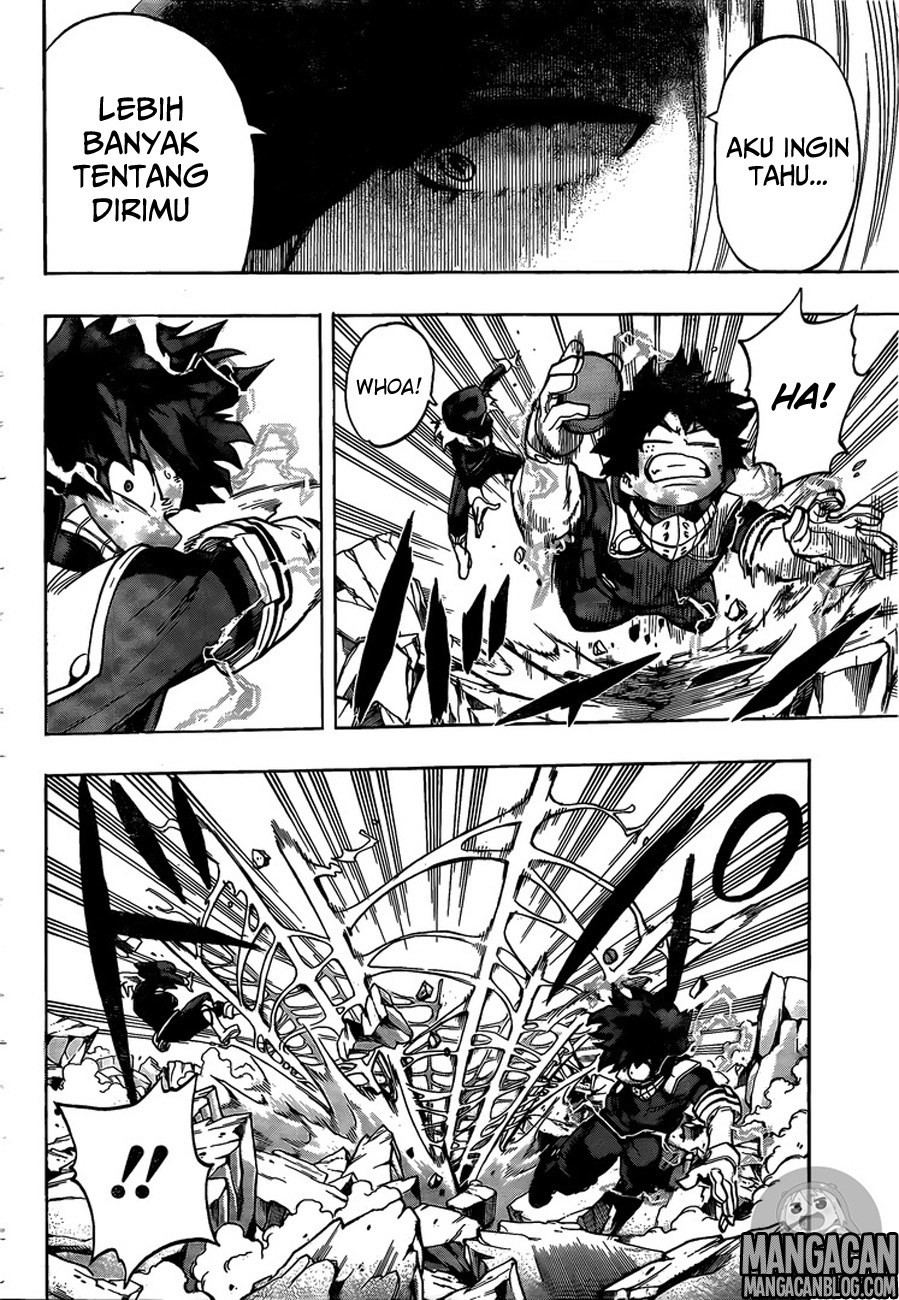 AKU INGIN
TAHU...
LEBIH
BANYAK
TENTANG
DIRIMU
HA!
WHOA!
!!
MANGACAN
MANGACANBLOG.COM